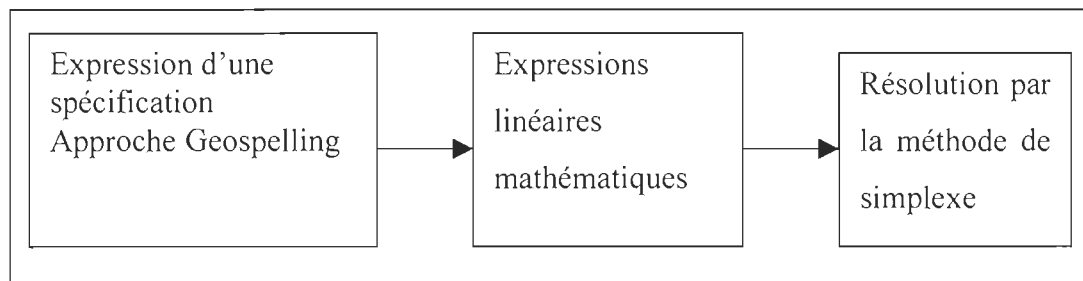 Expression d'une
spécification
Approche Geospelling
Expressions
linéaires
mathématiques
Résolution par
la méthode de
simplexe